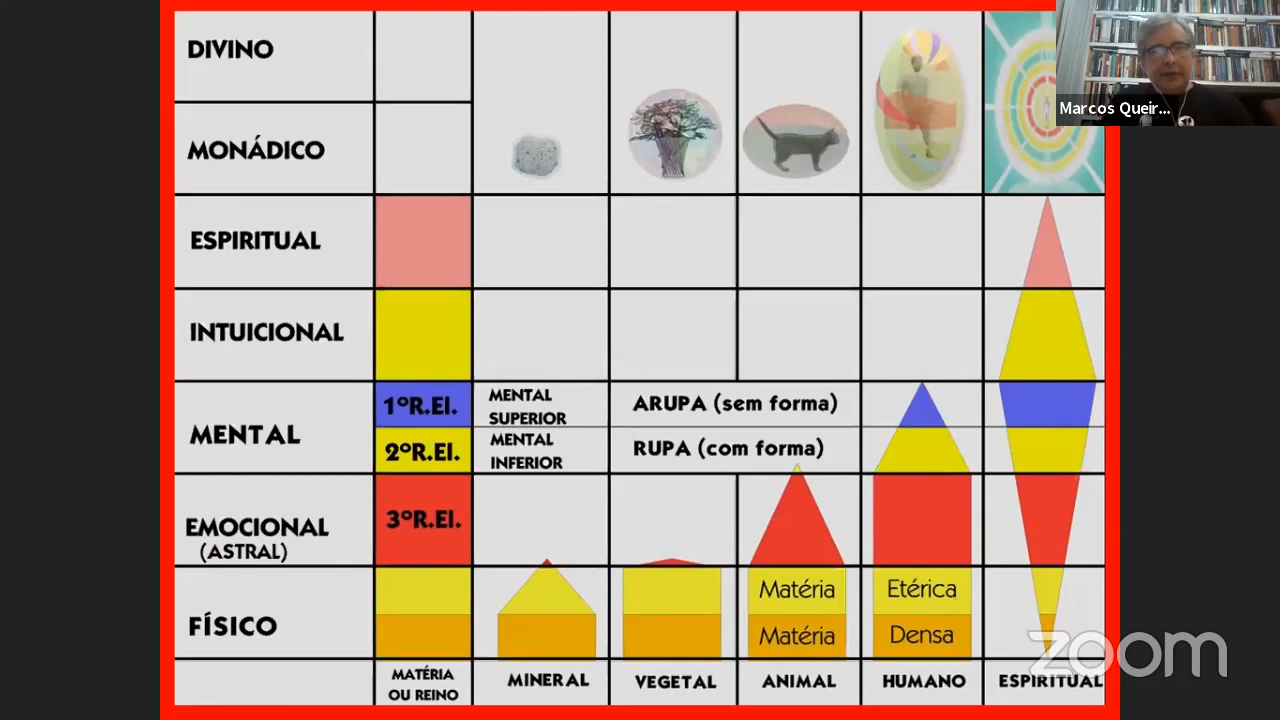 DIVINO
Marcos Queir...
MONÁDICO
ESPIRITUAL
INTUICIONAL
MENTAL
1ºR.El.
MENTAL
SUPERIOR
ARUPA (sem forma)
2ºR.El.
MENTAL
INFERIOR
RUPA (com forma)
EMOCIONAL
(ASTRAL)
3ºR.El.
FÍSICO
Matéria
Etérica
Matéria
Densa
zoom
MATÉRIA
OU REINO
MINERAL
VEGETAL
ANIMAL
HUMANO
ESPIRITUAL